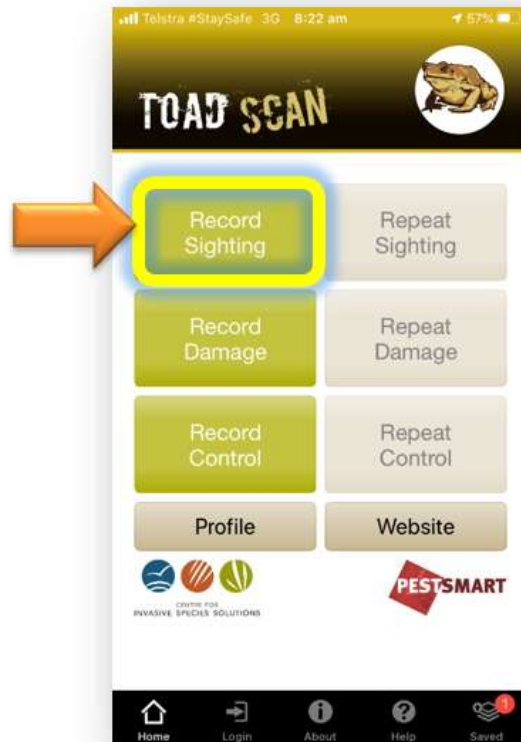 Telstra #StaySafe 3G 8:22 am 57%
TOAD SCAN
Record
Sighting
Repeat
Sighting
Record
Damage
Repeat
Damage
Record
Control
Repeat
Control
Profile
Website
CENTRE FOR
INVASIVE SPECIES SOLUTIONS
PESTSMART
1
Home Login About Help Saved